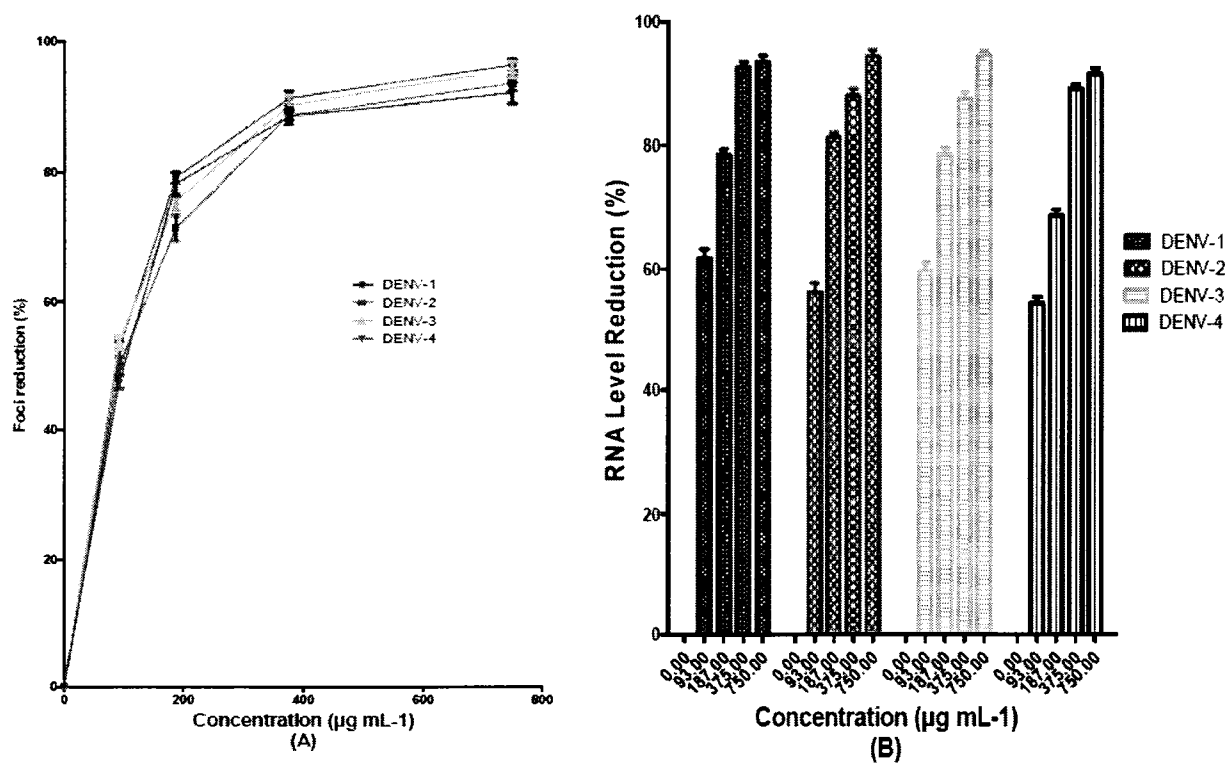 100
80
60
40
20
0
Foci reduction (%)
DENV-1
DENV-2
DENV-3
DENV-4
0
200
400
600
800
Concentration (µg mL-1)
(A)
100
80
60
40
20
0
RNA Level Reduction (%)
DENV-1
DENV-2
DENV-3
DENV-4
0.00
93.00
187.00
375.00
750.00
0.00
93.00
187.00
375.00
750.00
0.00
93.00
187.00
375.00
750.00
0.00
93.00
187.00
375.00
750.00
Concentration (µg mL-1)
(B)